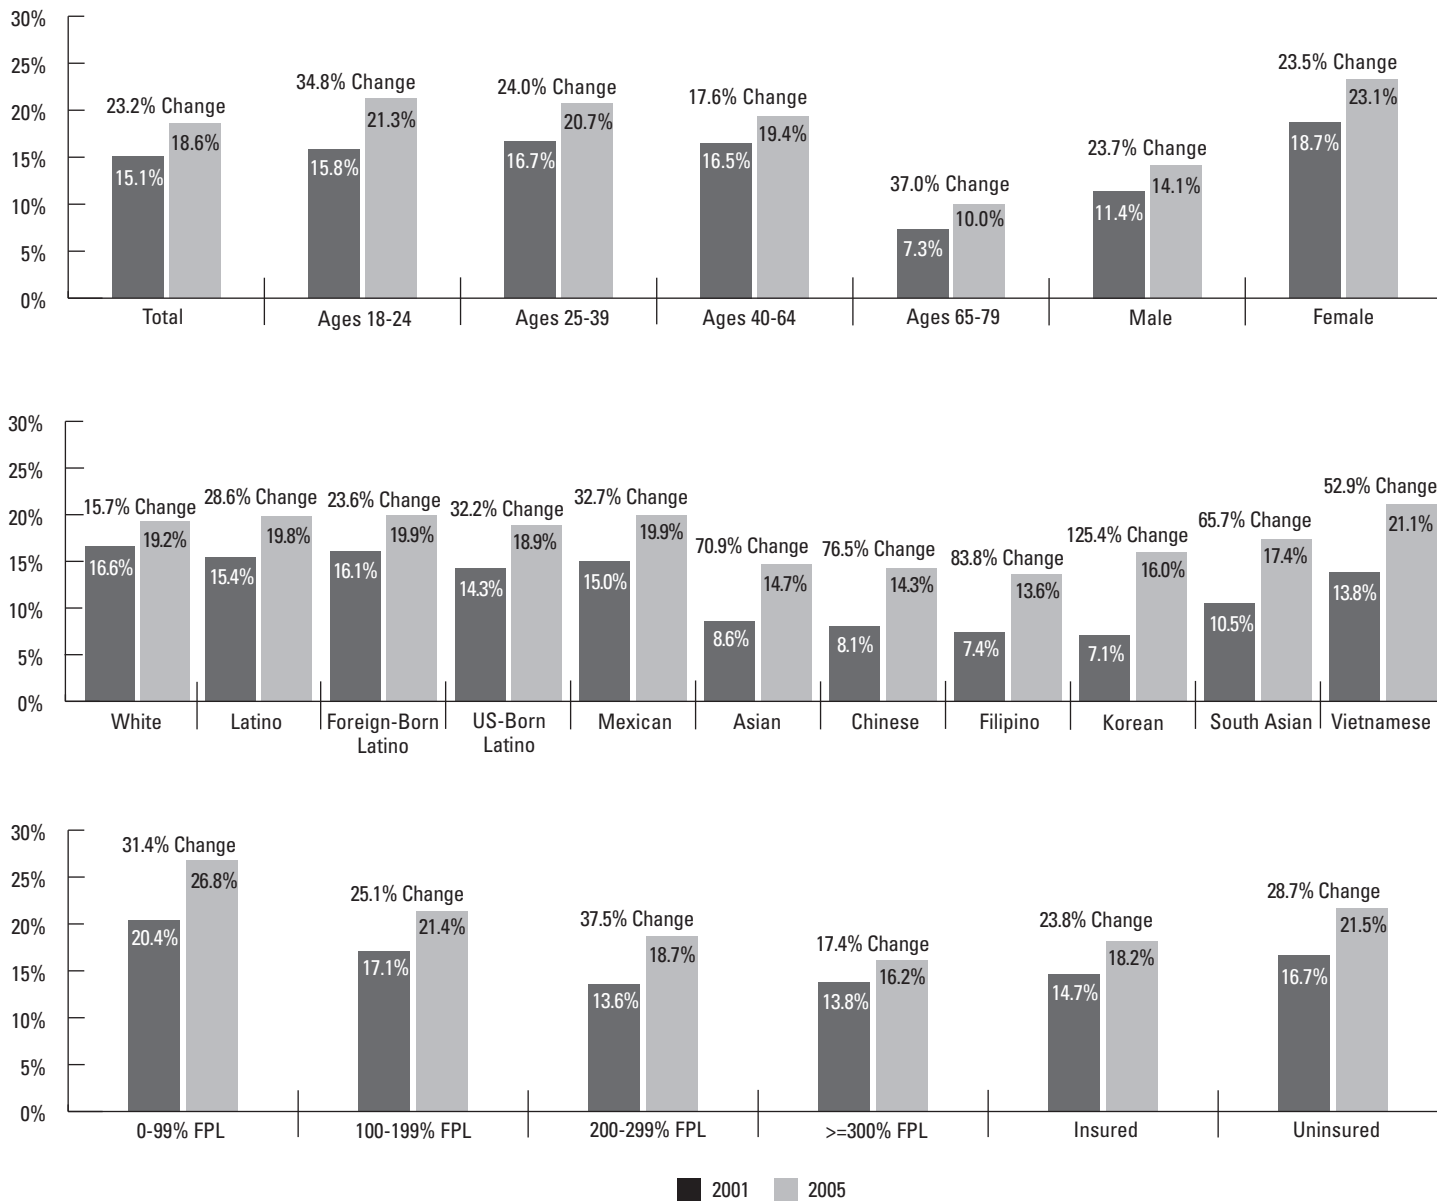 30%
25%
20%
15%
10%
5%
0%
23.2% Change
15.1%
18.6%
Total
34.8% Change
15.8%
21.3%
Ages 18-24
24.0% Change
16.7%
20.7%
Ages 25-39
17.6% Change
16.5%
19.4%
Ages 40-64
37.0% Change
7.3%
10.0%
Ages 65-79
23.7% Change
11.4%
14.1%
Male
23.5% Change
18.7%
23.1%
Female
30%
25%
20%
15%
10%
5%
0%
15.7% Change
16.6%
19.2%
White
28.6% Change
15.4%
19.8%
Latino
23.6% Change
16.1%
19.9%
Foreign-Born
Latino
32.2% Change
14.3%
18.9%
US-Born
Latino
32.7% Change
15.0%
19.9%
Mexican
70.9% Change
8.6%
14.7%
Asian
76.5% Change
8.1%
14.3%
Chinese
83.8% Change
7.4%
13.6%
Filipino
125.4% Change
7.1%
16.0%
Korean
65.7% Change
10.5%
17.4%
South Asian
52.9% Change
13.8%
21.1%
Vietnamese
30%
25%
20%
15%
10%
5%
0%
31.4% Change
20.4%
26.8%
0-99% FPL
25.1% Change
17.1%
21.4%
100-199% FPL
37.5% Change
13.6%
18.7%
200-299% FPL
17.4% Change
13.8%
16.2%
>=300% FPL
23.8% Change
14.7%
18.2%
Insured
28.7% Change
16.7%
21.5%
Uninsured
2001
2005